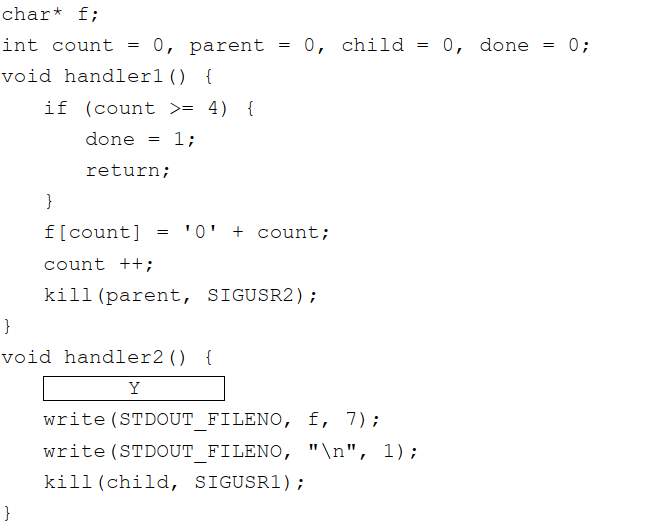 char* f;
int count = 0, parent = 0, child = 0, done = 0;
void handler1() {
    if (count >= 4) {
        done = 1;
        return;
    }
    f[count] = '0' + count;
    count ++;
    kill(parent, SIGUSR2);
}
void handler2() {
    Y
    write(STDOUT_FILENO, f, 7);
    write(STDOUT_FILENO, "\n", 1);
    kill(child, SIGUSR1);
}